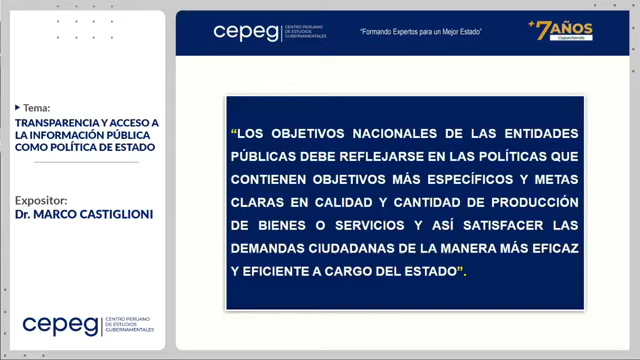 cepeg
CENTRO PERUANO
DE ESTUDIOS
GUBERNAMENTALES
"Formando Expertos para un Mejor Estado"
+7AÑOS
Capacitando
Tema:
TRANSPARENCIA Y ACCESO A
LA INFORMACIÓN PÚBLICA
COMO POLÍTICA DE ESTADO
Expositor:
Dr. MARCO CASTIGLIONI
"LOS OBJETIVOS NACIONALES DE LAS ENTIDADES
PÚBLICAS DEBE REFLEJARSE EN LAS POLÍTICAS QUE
CONTIENEN OBJETIVOS MÁS ESPECÍFICOS Y METAS
CLARAS EN CALIDAD Y CANTIDAD DE PRODUCCIÓN
DE BIENES O SERVICIOS Y ASÍ SATISFACER LAS
DEMANDAS CIUDADANAS DE LA MANERA MÁS EFICAZ
Y EFICIENTE A CARGO DEL ESTADO".
cepeg
CENTRO PERUANO
DE ESTUDIOS
GUBERNAMENTALES